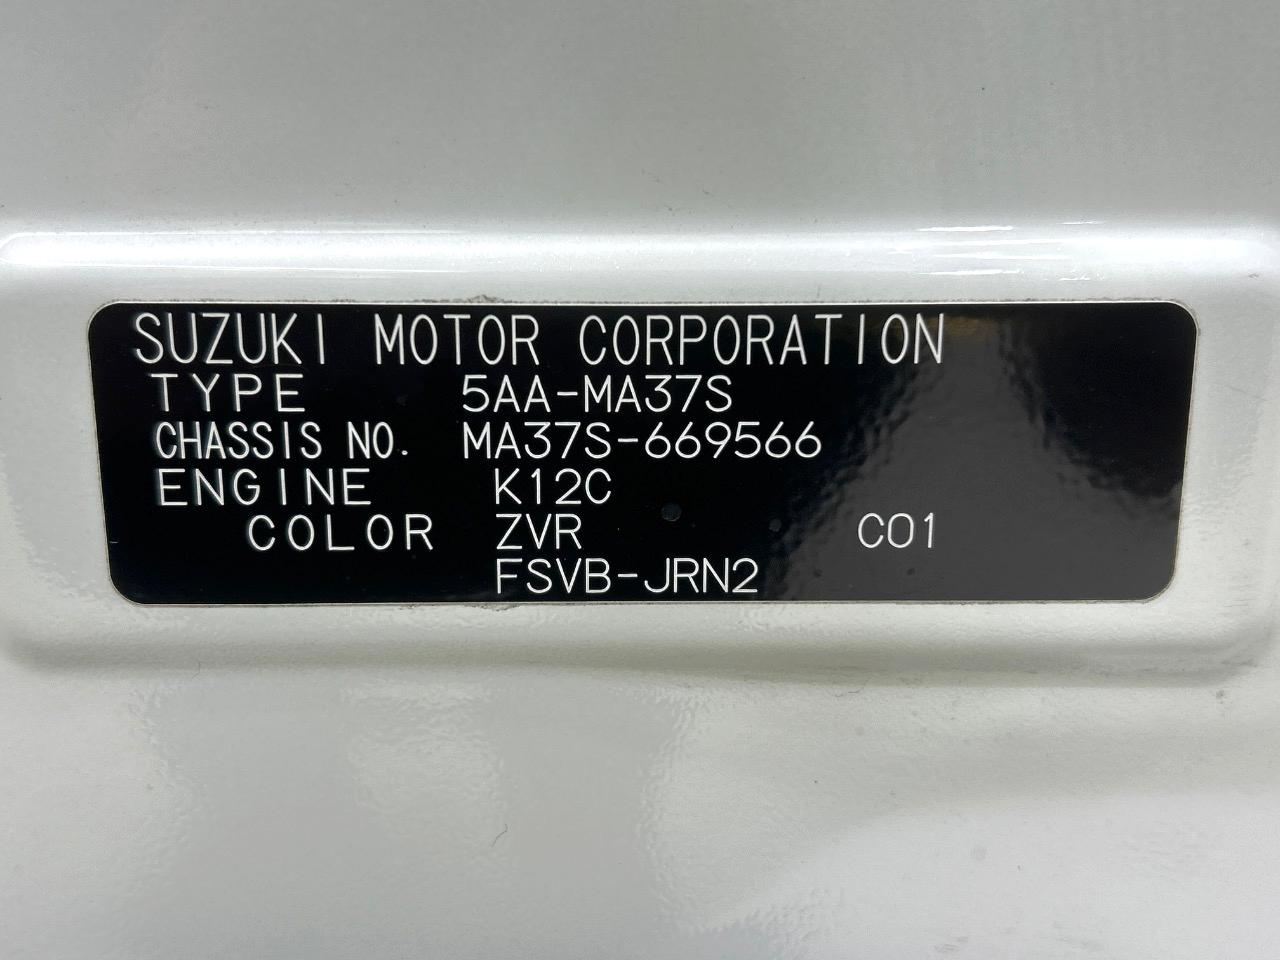 SUZUKI MOTOR CORPORATION
TYPE 5AA-MA37S
CHASSIS NO. MA37S-669566
ENGINE K12C
COLOR ZVR C01
FSVB-JRN2